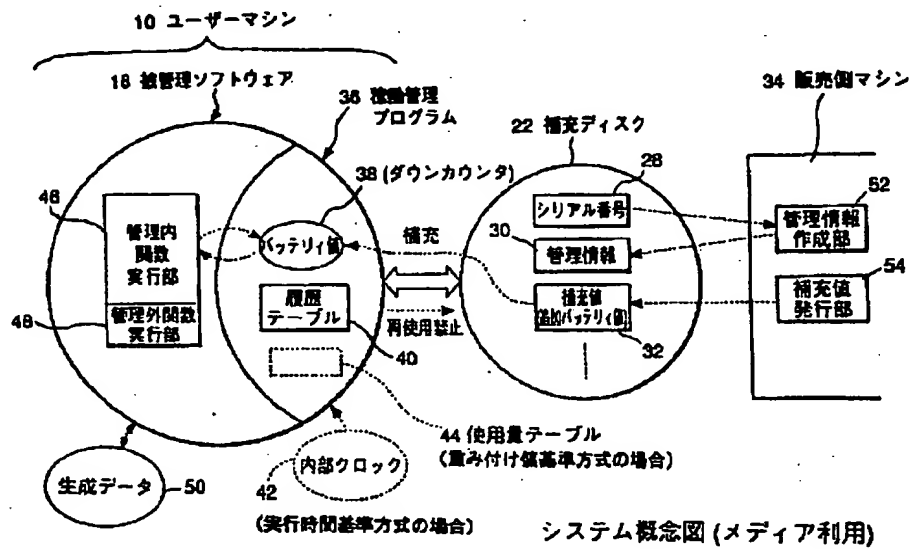 10 ユーザーマシン
18 被管理ソフトウェア
36 稼働管理
プログラム
34 販売側マシン
22 補充ディスク
38 (ダウンカウンタ)
28
52
46
シリアル番号
管理情報
作成部
管理内
関数
実行部
バッテリィ値
補充
30
管理情報
54
48
管理外関数
実行部
履歴
テーブル
再使用禁止
補充値
(追加バッテリィ値)
補充値
発行部
40
32
44 使用量テーブル
(重み付け値基準方式の場合)
生成データ
50
42
内部クロック
(実行時間基準方式の場合)
システム概念図 (メディア利用)